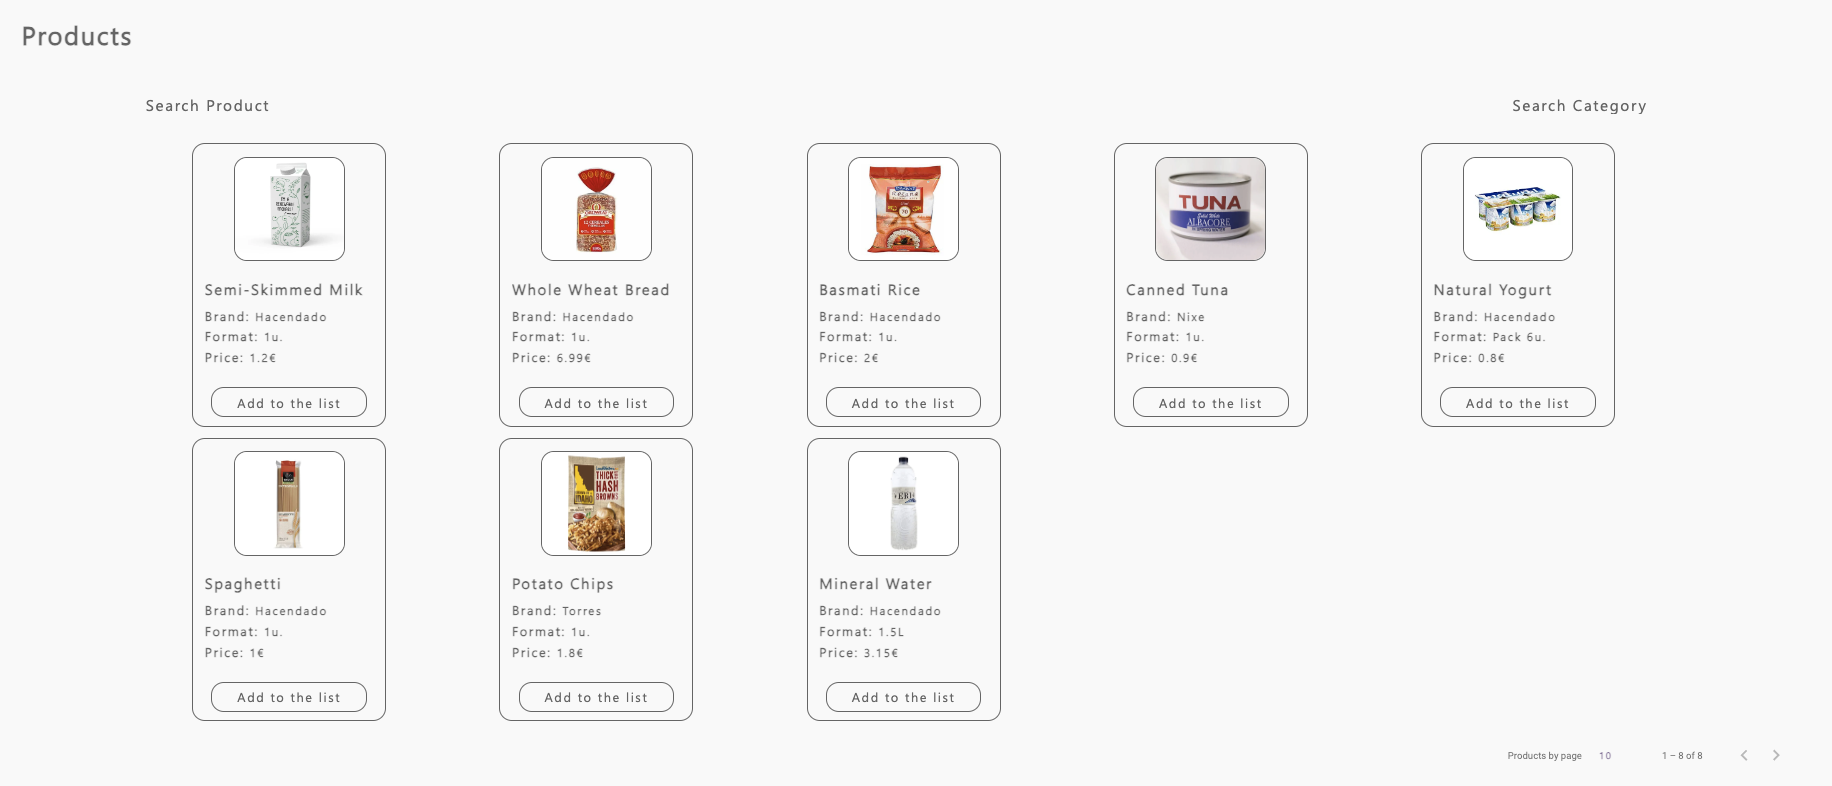 Products
Search Product
Search Category
TUNA
Solid White
ALBACORE
Semi-Skimmed Milk
Brand: Hacendado
Format: 1u.
Price: 1.2€
Add to the list
Whole Wheat Bread
Brand: Hacendado
Format: 1u.
Price: 6.99€
Add to the list
Basmati Rice
Brand: Hacendado
Format: 1u.
Price: 2€
Add to the list
Canned Tuna
Brand: Nixe
Format: 1u.
Price: 0.9€
Add to the list
Natural Yogurt
Brand: Hacendado
Format: Pack 6u.
Price: 0.8€
Add to the list
THICK CUT
HASH
BROWNS
IDAHO
Spaghetti
Brand: Hacendado
Format: 1u.
Price: 1€
Add to the list
Potato Chips
Brand: Torres
Format: 1u.
Price: 1.8€
Add to the list
Mineral Water
Brand: Hacendado
Format: 1.5L
Price: 3.15€
Add to the list
Products by page 10 1 – 8 of 8